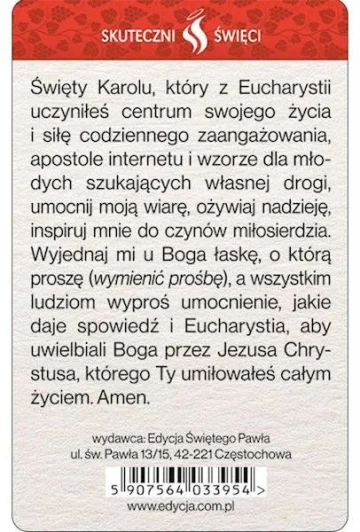 SKUTECZNI ŚWIĘCI
Święty Karolu, który z Eucharystii
uczyniłeś centrum swojego życia
i siłę codziennego zaangażowania,
apostole internetu i wzorze dla mło-
dych szukających własnej drogi,
umocnij moją wiarę, ożywiaj nadzieję,
inspiruj mnie do czynów miłosierdzia.
Wyjednaj mi u Boga łaskę, o którą
proszę (wymienić prośbę), a wszystkim
ludziom wyproś umocnienie, jakie
daje spowiedź i Eucharystia, aby
uwielbiali Boga przez Jezusa Chry-
stusa, którego Ty umiłowałeś całym
życiem. Amen.
wydawca: Edycja Świętego Pawła
ul. św. Pawła 13/15, 42-221 Częstochowa
5 907564 033954 >
www.edycja.com.pl